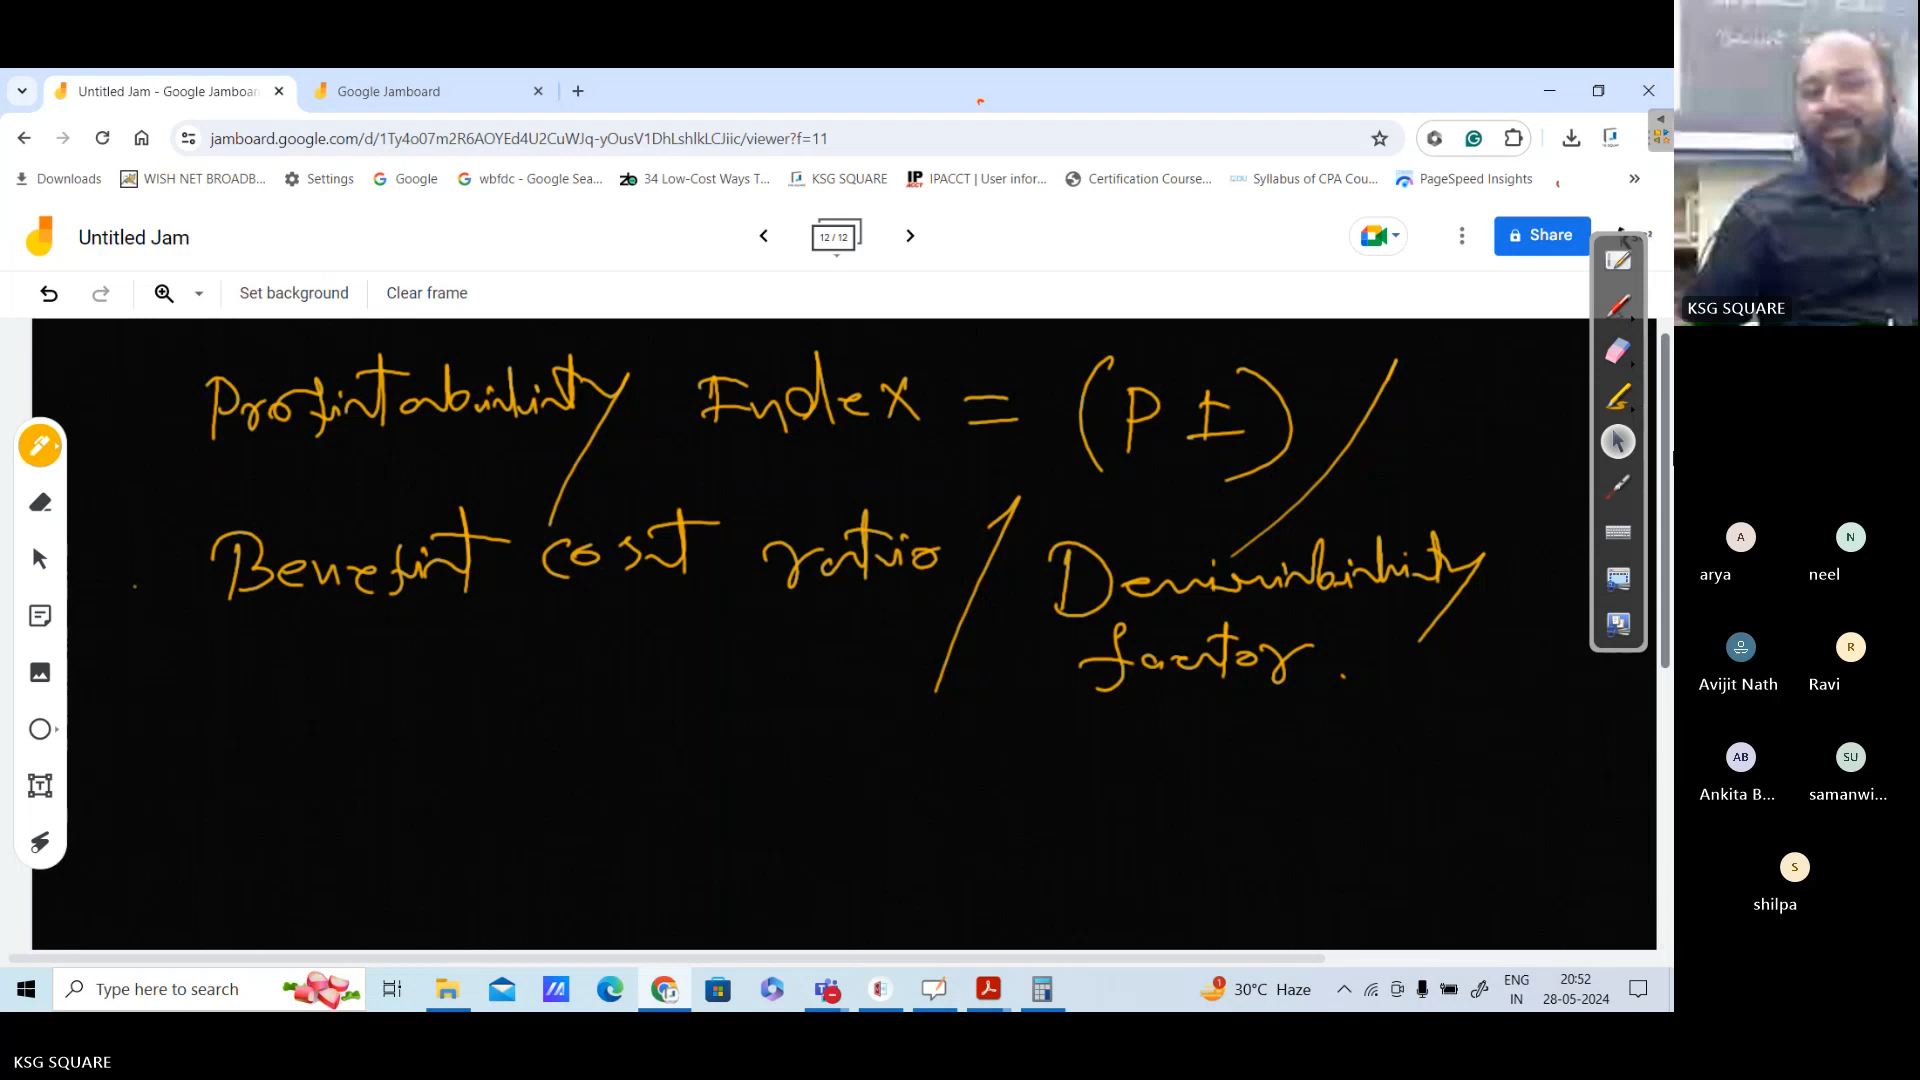 Untitled Jam - Google Jamboar
Google Jamboard
jamboard.google.com/d/1Ty4o07m2R6AOYEd4U2CuWJq-yOusV1DhLshlkLCJiic/viewer?f=11
Downloads WISH NET BROADB... Settings Google wbfdc - Google Sea... 34 Low-Cost Ways T... KSG SQUARE IPACCT | User infor... Certification Course... Syllabus of CPA Cou... PageSpeed Insights
Untitled Jam
12 / 12
Share
Set background Clear frame
Profitability Index = (PI) /
Benefit cost ratio / Desirability
factor.
KSG SQUARE
A N
arya neel
R
Avijit Nath Ravi
AB SU
Ankita B... samanwi...
S
shilpa
Type here to search
1 30°C Haze
ENG
IN
20:52
28-05-2024
KSG SQUARE